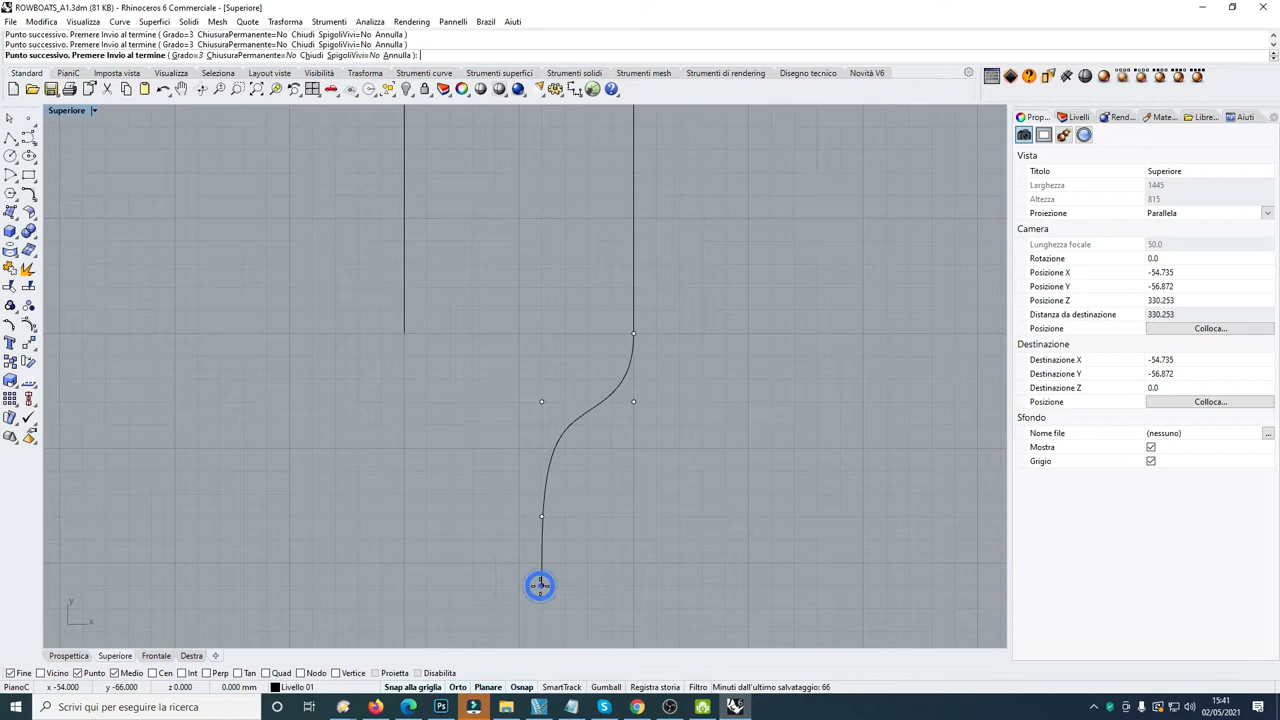 ROWBOATS_A1.3dm (81 KB) - Rhinoceros 6 Commerciale - [Superiore]
File Modifica Visualizza Curve Superfici Solidi Mesh Quote Trasforma Strumenti Analizza Rendering Pannelli Brazil Aiuti
Punto successivo. Premere Invio al termine ( Grado=3 ChiusuraPermanente=No Chiudi SpigoliVivi=No Annulla )
Punto successivo. Premere Invio al termine ( Grado=3 ChiusuraPermanente=No Chiudi SpigoliVivi=No Annulla )
Punto successivo. Premere Invio al termine ( Grado=3 ChiusuraPermanente=No Chiudi SpigoliVivi=No Annulla ):
Standard PianiC Imposta vista Visualizza Seleziona Layout viste Visibilità Trasforma Strumenti curve Strumenti superfici Strumenti solidi Strumenti mesh Strumenti di rendering Disegno tecnico Novità V6
Superiore
Prop... Livelli Rend... Mate... Libre... Aiuti
Vista
Titolo Superiore
Larghezza 1445
Altezza 815
Proiezione Parallela
Camera
Lunghezza focale 50.0
Rotazione 0.0
Posizione X -54.735
Posizione Y -56.872
Posizione Z 330.253
Distanza da destinazione 330.253
Posizione Colloca...
Destinazione
Destinazione X -54.735
Destinazione Y -56.872
Destinazione Z 0.0
Posizione Colloca...
Sfondo
Nome file (nessuno) ...
Mostra
Grigio
y
x
Prospettica Superiore Frontale Destra
Fine Vicino Punto Medio Cen Int Perp Tan Quad Nodo Vertice Proietta Disabilita
PianoC x -54.000 y -66.000 z 0.000 0.000 mm Livello 01 Snap alla griglia Orto Planare Osnap SmartTrack Gumball Registra storia Filtro Minuti dall'ultimo salvataggio: 66
Scrivi qui per eseguire la ricerca
15:41
02/05/2021